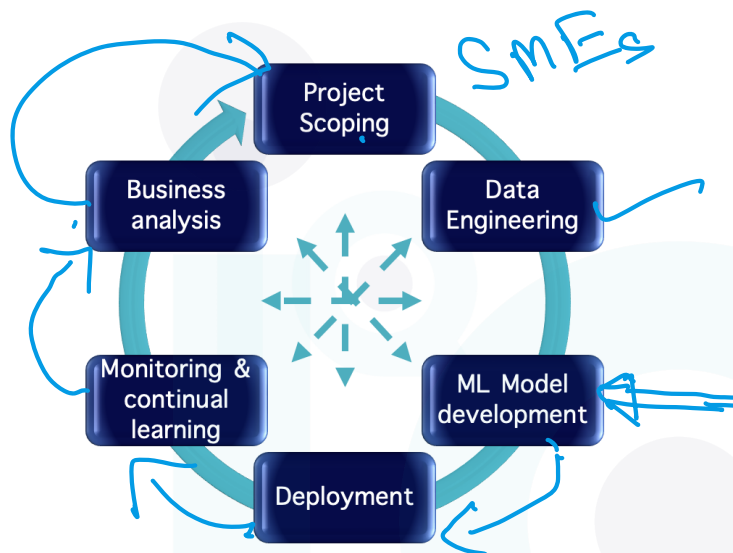 SMEs
Project
Scoping
Data
Engineering
ML Model
development
Deployment
Monitoring &
continual
learning
Business
analysis